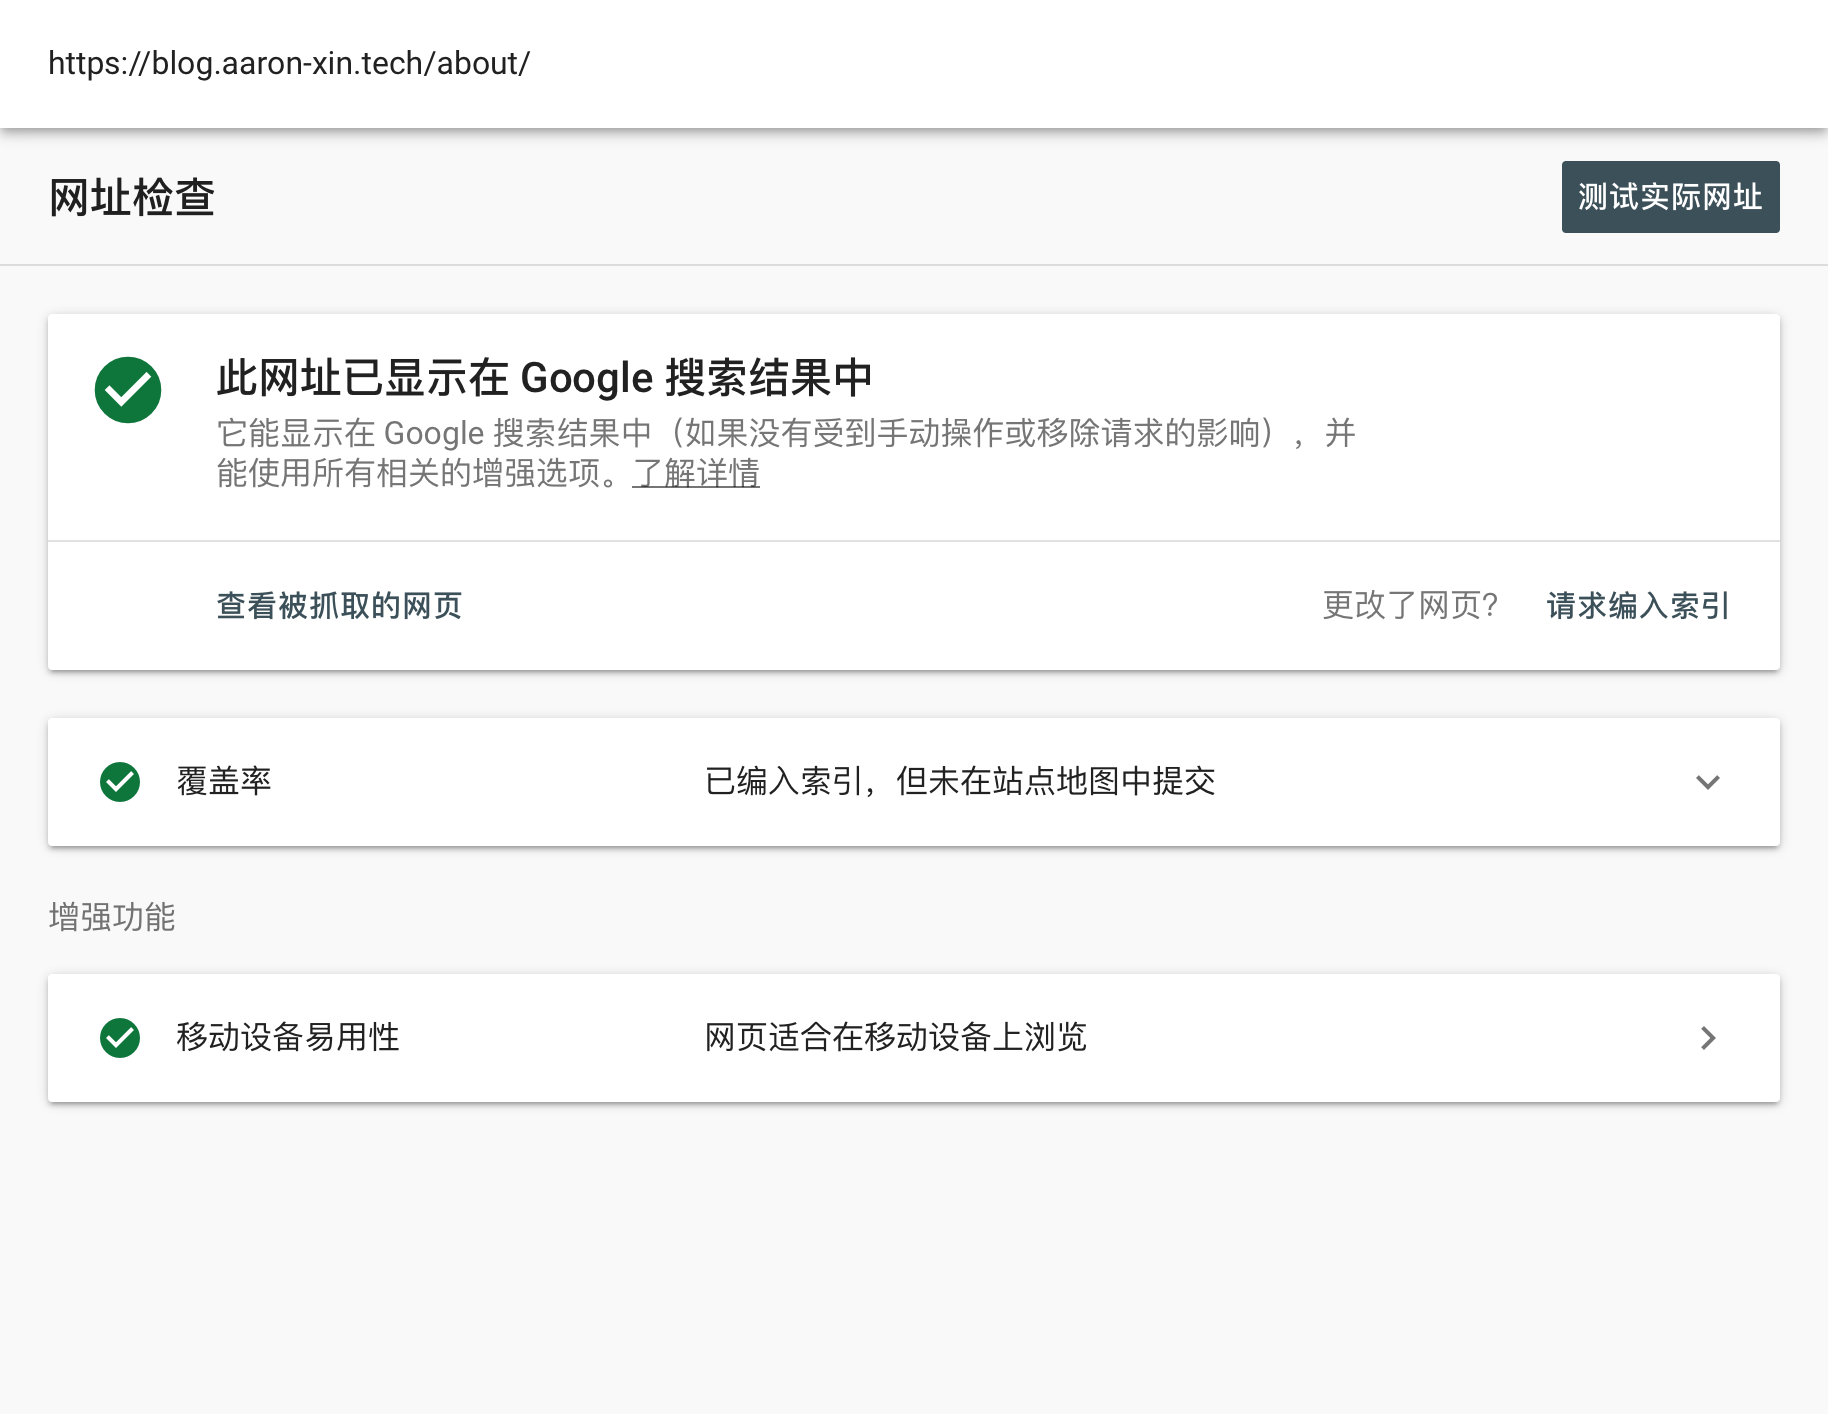 https://blog.aaron-xin.tech/about/
网址检查
测试实际网址
此网址已显示在 Google 搜索结果中
它能显示在 Google 搜索结果中（如果没有受到手动操作或移除请求的影响），并
能使用所有相关的增强选项。了解详情
查看被抓取的网页
更改了网页?
请求编入索引
覆盖率
已编入索引，但未在站点地图中提交
增强功能
移动设备易用性
网页适合在移动设备上浏览